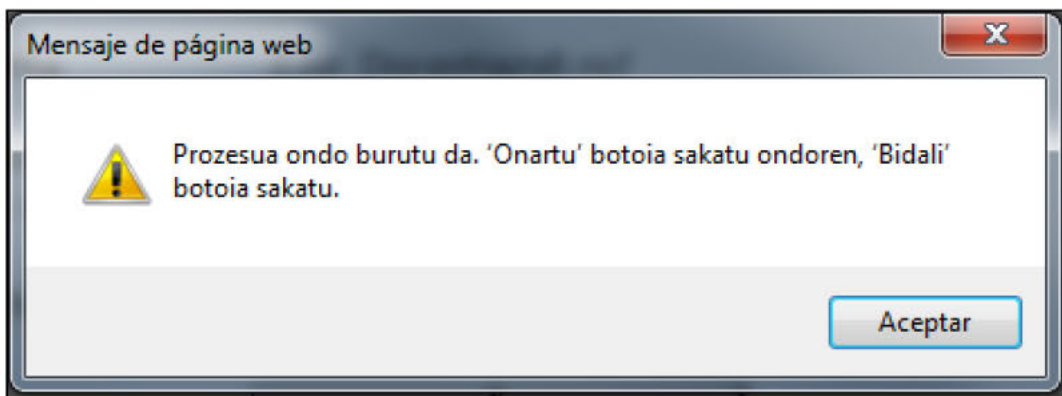 Mensaje de página web
Prozesua ondo burutu da. ‘Onartu’ botoia sakatu ondoren, ‘Bidali’
botoia sakatu.
Aceptar